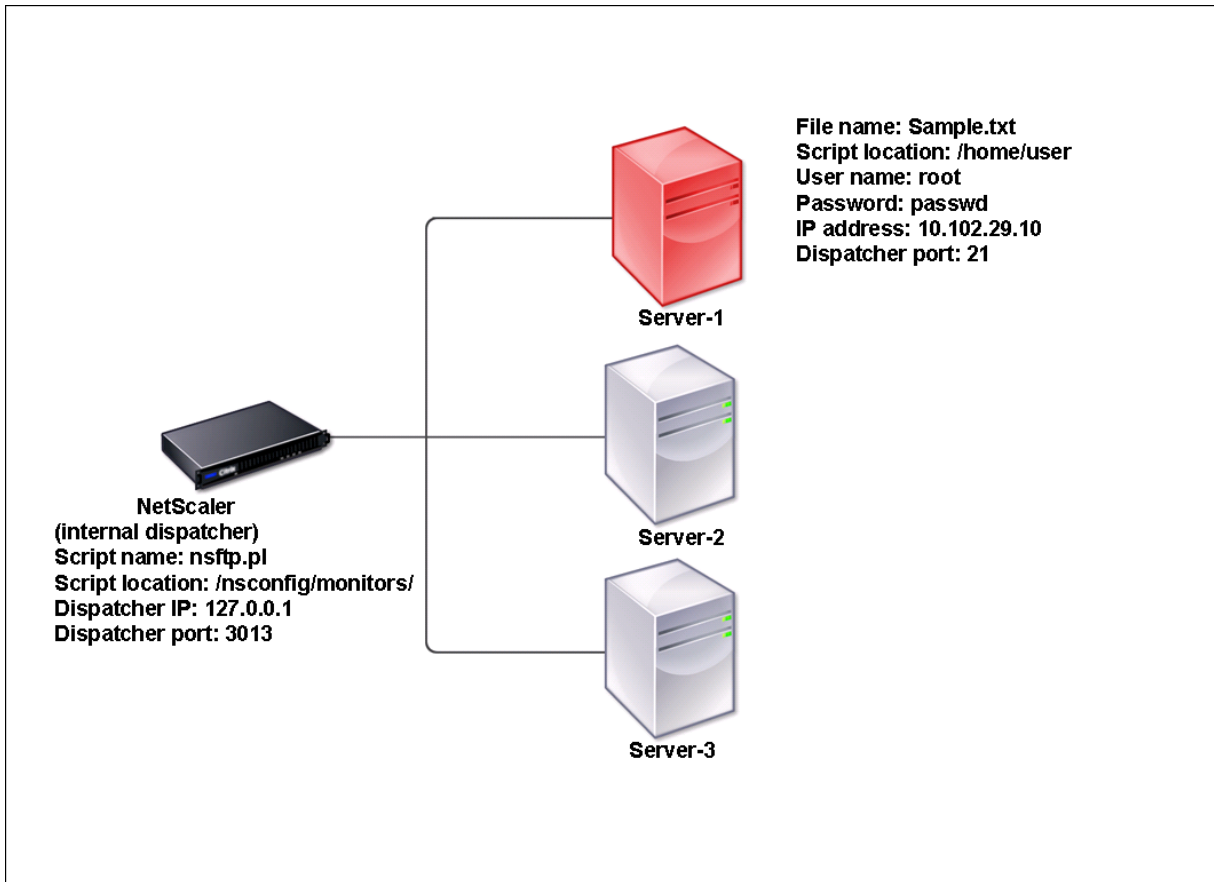 File name: Sample.txt
Script location: /home/user
User name: root
Password: passwd
IP address: 10.102.29.10
Dispatcher port: 21
Server-1
Server-2
Server-3
NetScaler
(internal dispatcher)
Script name: nsftp.pl
Script location: /nsconfig/monitors/
Dispatcher IP: 127.0.0.1
Dispatcher port: 3013